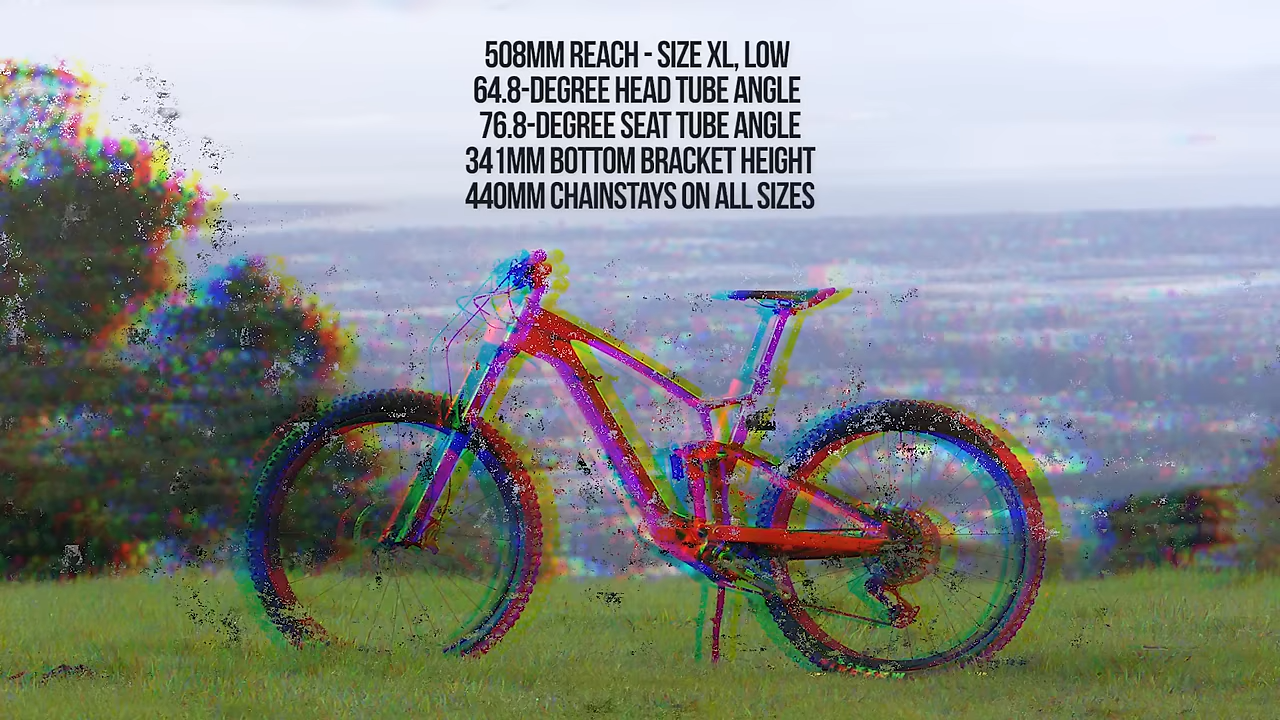 508MM REACH - SIZE XL, LOW
64.8-DEGREE HEAD TUBE ANGLE
76.8-DEGREE SEAT TUBE ANGLE
341MM BOTTOM BRACKET HEIGHT
440MM CHAINSTAYS ON ALL SIZES